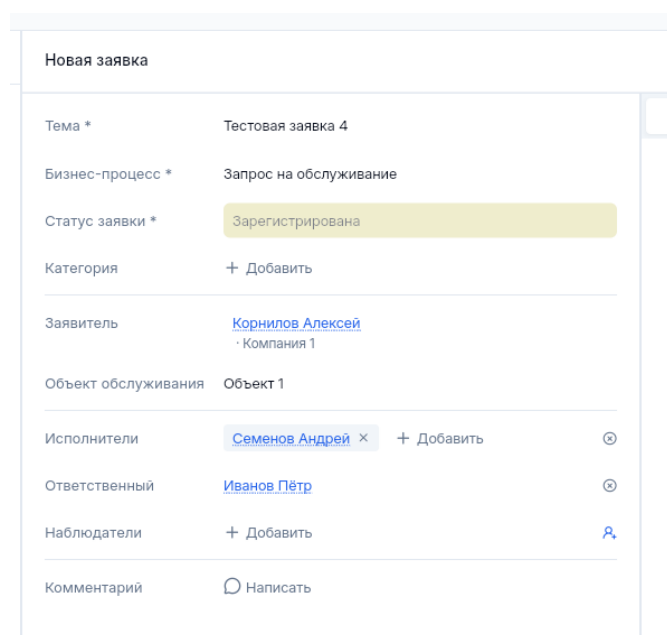 Новая заявка
Тема *
Тестовая заявка 4
Бизнес-процесс *
Запрос на обслуживание
Статус заявки *
Зарегистрирована
Категория
+ Добавить
Заявитель
Корнилов Алексей
· Компания 1
Объект обслуживания
Объект 1
Исполнители
Семенов Андрей ×
+ Добавить
Ответственный
Иванов Пётр
Наблюдатели
+ Добавить
Комментарий
Написать